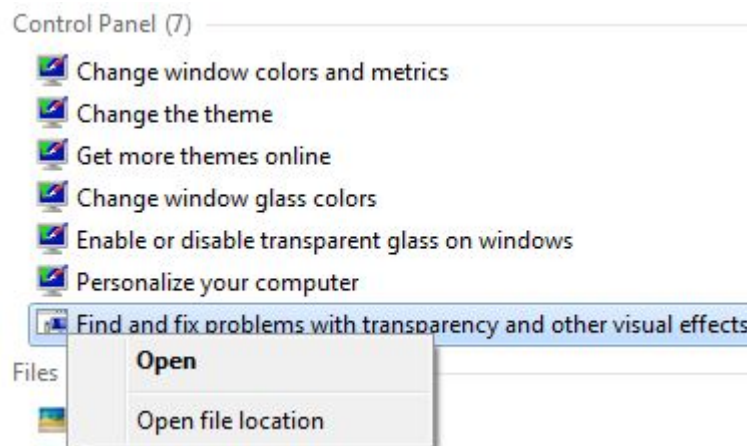 Control Panel (7)
Change window colors and metrics
Change the theme
Get more themes online
Change window glass colors
Enable or disable transparent glass on windows
Personalize your computer
Find and fix problems with transparency and other visual effects
Open
Files
Open file location